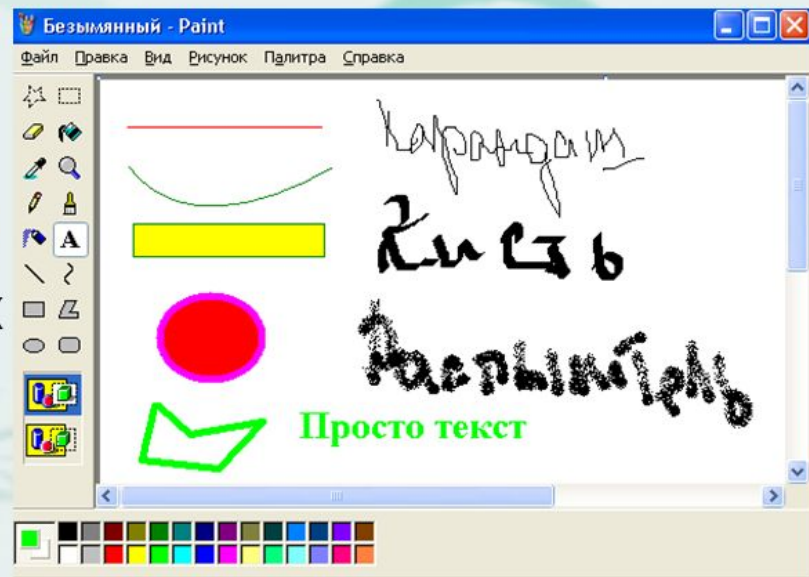 Безымянный - Paint
Файл Правка Вид Рисунок Палитра Справка
Карандаш
Кисть
Распылитель
Просто текст
A
х